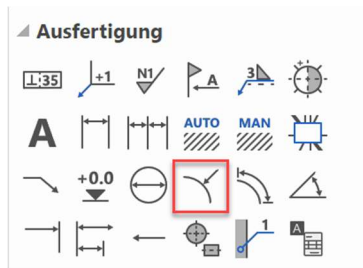 Ausfertigung
⊥:35 +1 N1 A 3
A AUTO MAN
+0.0
1
A